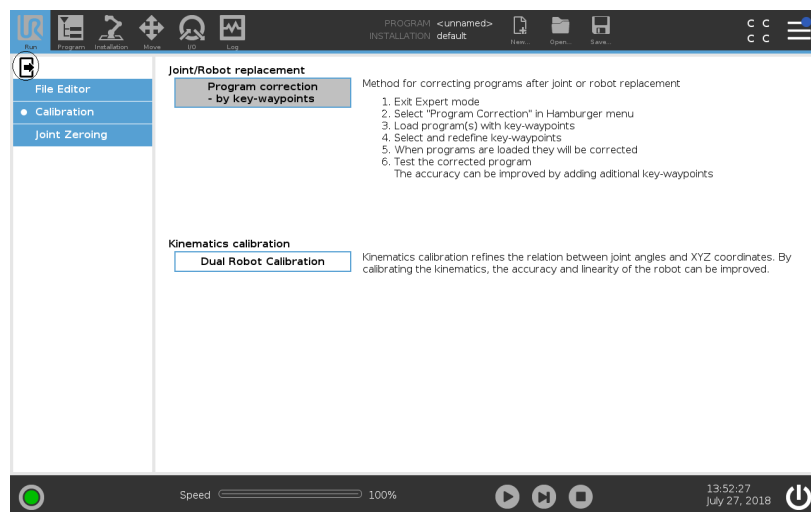 UR
PROGRAM <unnamed>
INSTALLATION default
Run Program Installation Move I/O Log New... Open... Save...
C C
C C
File Editor
Calibration
Joint Zeroing
Joint/Robot replacement
Program correction
- by key-waypoints
Method for correcting programs after joint or robot replacement
1. Exit Expert mode
2. Select "Program Correction" in Hamburger menu
3. Load program(s) with key-waypoints
4. Select and redefine key-waypoints
5. When programs are loaded they will be corrected
6. Test the corrected program
The accuracy can be improved by adding aditional key-waypoints
Kinematics calibration
Dual Robot Calibration
Kinematics calibration refines the relation between joint angles and XYZ coordinates. By
calibrating the kinematics, the accuracy and linearity of the robot can be improved.
Speed 100%
13:52:27
July 27, 2018